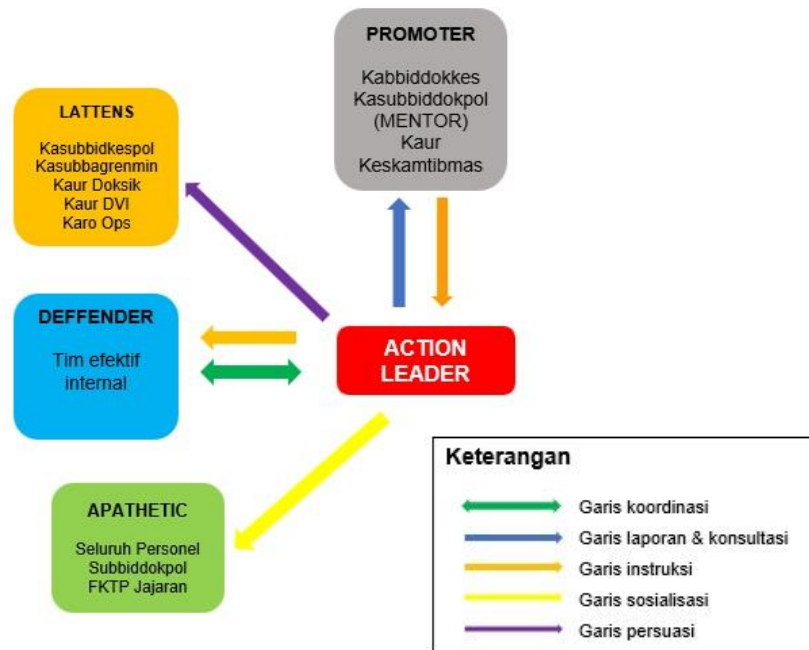 PROMOTER
Kabbiddokkes
Kasubbiddokpol
(MENTOR)
Kaur
Keskamtibmas
LATTENS
Kasubbidkespol
Kasubbagrenmin
Kaur Doksik
Kaur DVI
Karo Ops
DEFFENDER
Tim efektif
internal
ACTION
LEADER
APATHETIC
Seluruh Personel
Subbiddokpol
FKTP Jajaran
Keterangan
Garis koordinasi
Garis laporan & konsultasi
Garis instruksi
Garis sosialisasi
Garis persuasi